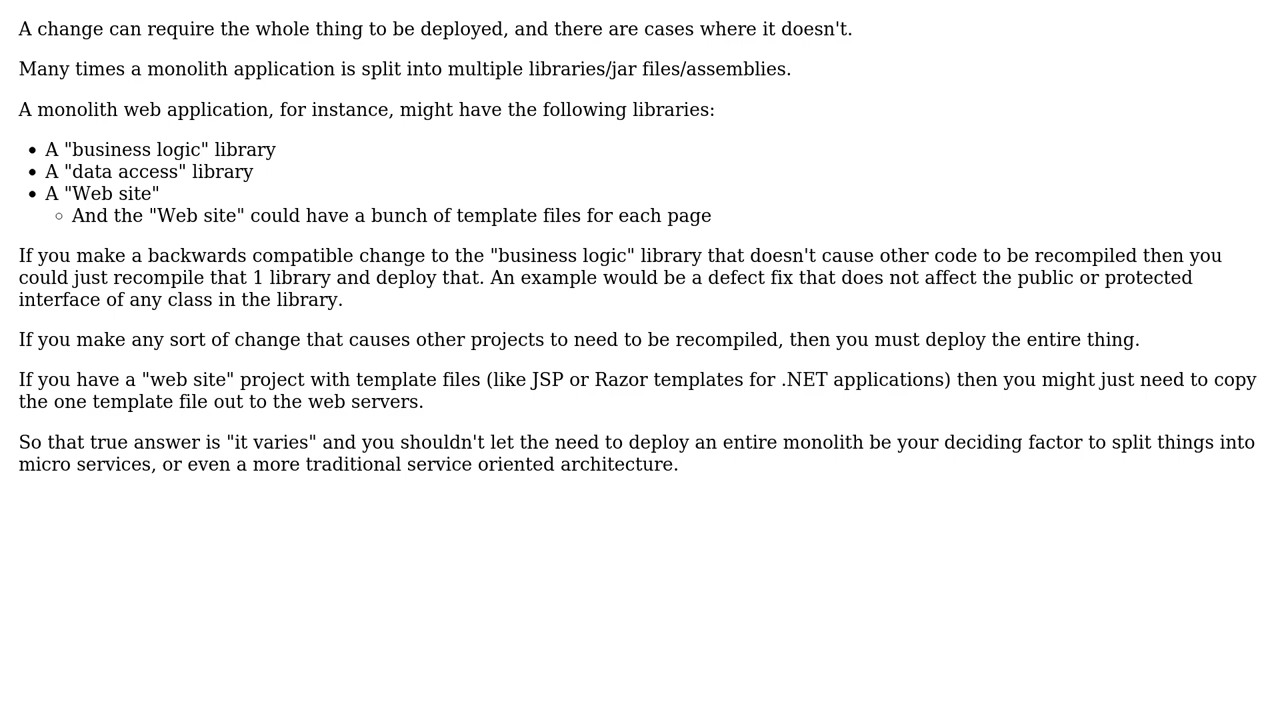 A change can require the whole thing to be deployed, and there are cases where it doesn't.
Many times a monolith application is split into multiple libraries/jar files/assemblies.
A monolith web application, for instance, might have the following libraries:
• A "business logic" library
• A "data access" library
• A "Web site"
◦ And the "Web site" could have a bunch of template files for each page
If you make a backwards compatible change to the "business logic" library that doesn't cause other code to be recompiled then you
could just recompile that 1 library and deploy that. An example would be a defect fix that does not affect the public or protected
interface of any class in the library.
If you make any sort of change that causes other projects to need to be recompiled, then you must deploy the entire thing.
If you have a "web site" project with template files (like JSP or Razor templates for .NET applications) then you might just need to copy
the one template file out to the web servers.
So that true answer is "it varies" and you shouldn't let the need to deploy an entire monolith be your deciding factor to split things into
micro services, or even a more traditional service oriented architecture.